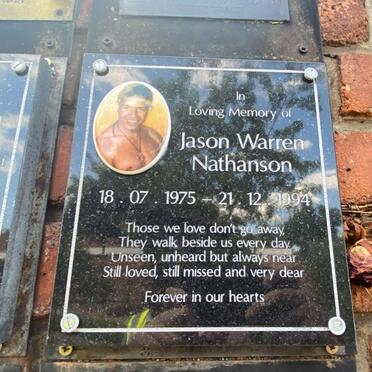 In
Loving Memory of
Jason Warren
Nathanson
18 . 07 . 1975 – 21 . 12 . 1994
Those we love don't go away,
They walk beside us every day.
Unseen, unheard but always near
Still loved, still missed and very dear
Forever in our hearts